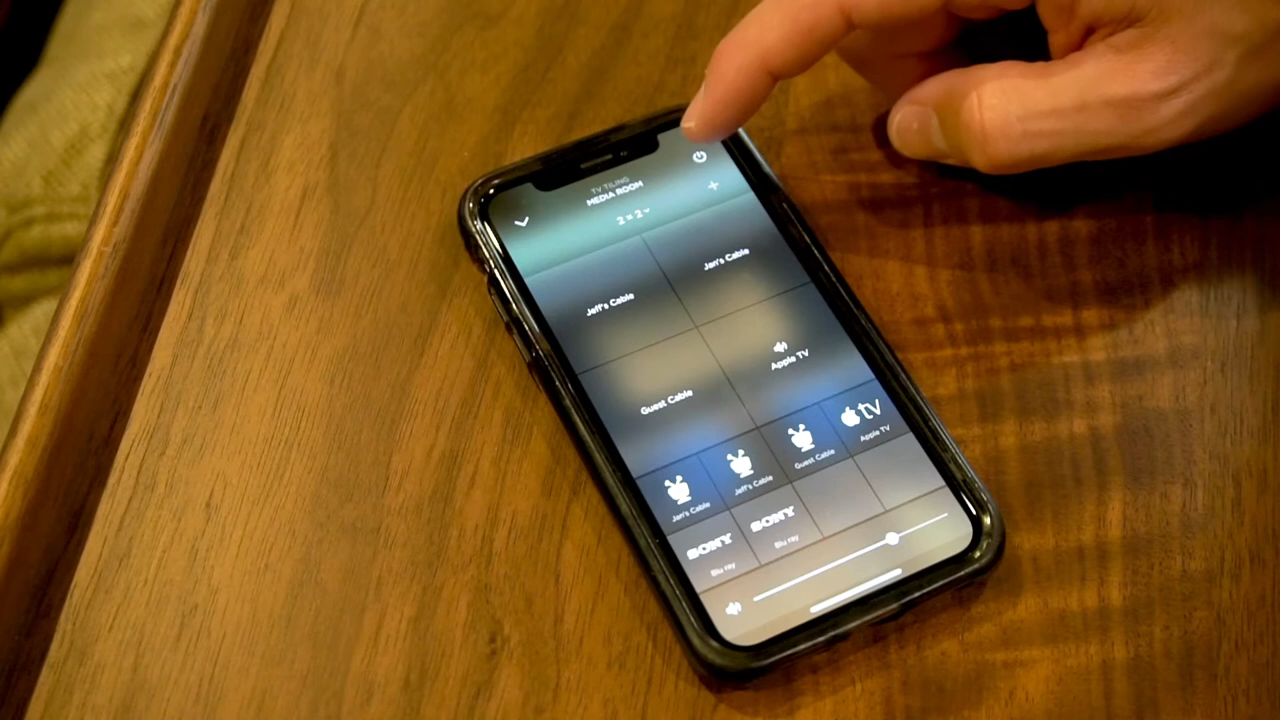 TV TILING
MEDIA ROOM
2 x 2
Jeff's Cable
Jan's Cable
Guest Cable
Apple TV
Jan's Cable
Jeff's Cable
Guest Cable
tv
Apple TV
SONY
Blu ray
SONY
Blu ray